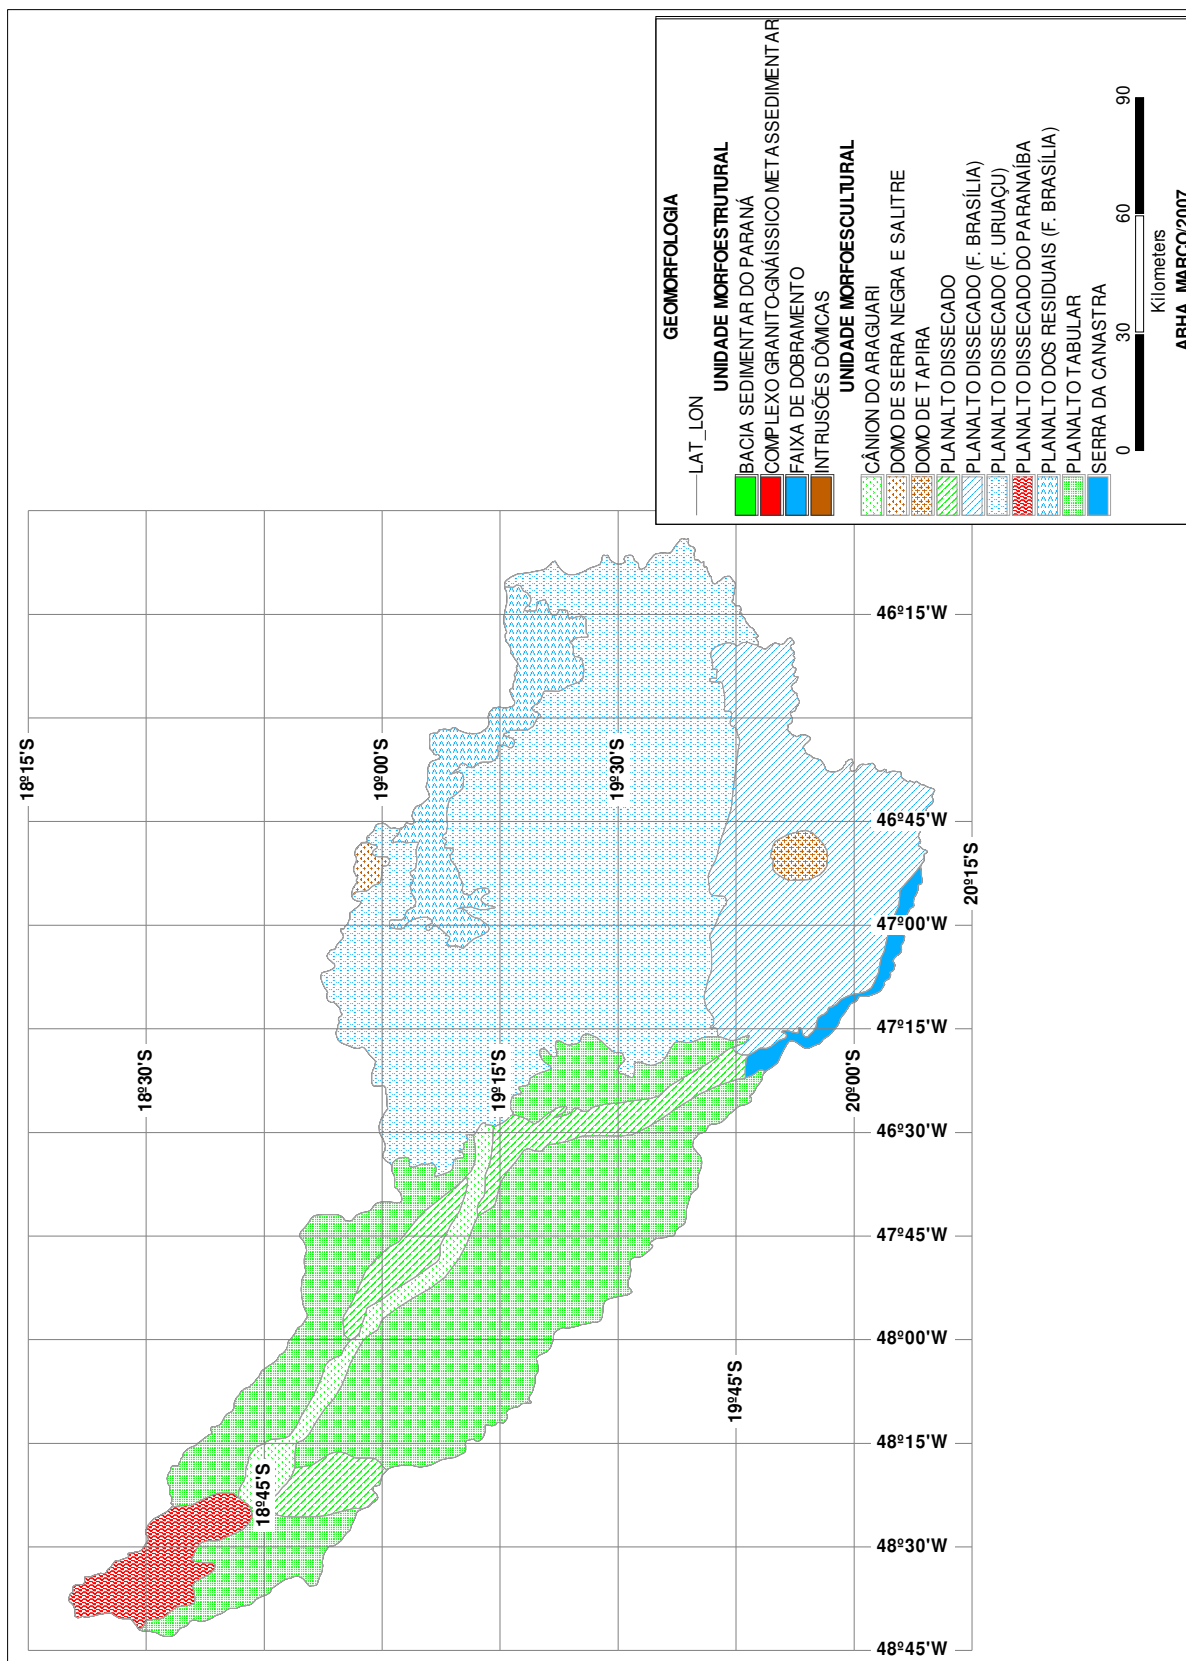 GEOMORFOLOGIA
LAT_LON
UNIDADE MORFOESTRUTURAL
BACIA SEDIMENTAR DO PARANÁ
COMPLEXO GRANITO-GNÁISSICO METASSEDIMENTAR
FAIXA DE DOBRAMENTO
INTRUSÕES DÔMICAS
UNIDADE MORFOESCULTURAL
CÂNION DO ARAGUARI
DOMO DE SERRA NEGRA E SALITRE
DOMO DE TAPIRA
PLANALTO DISSECADO
PLANALTO DISSECADO (F. BRASÍLIA)
PLANALTO DISSECADO (F. URUAÇU)
PLANALTO DISSECADO DO PARANAÍBA
PLANALTO DOS RESIDUAIS (F. BRASÍLIA)
PLANALTO TABULAR
SERRA DA CANASTRA
0 30 60 90
Kilometers
ABHA, MARÇO/2007
18º15'S
18º30'S
18º45'S
19º00'S
19º15'S
19º30'S
19º45'S
20º00'S
20º15'S
48º45'W
48º30'W
48º15'W
48º00'W
47º45'W
46º30'W
47º15'W
47º00'W
46º45'W
46º15'W